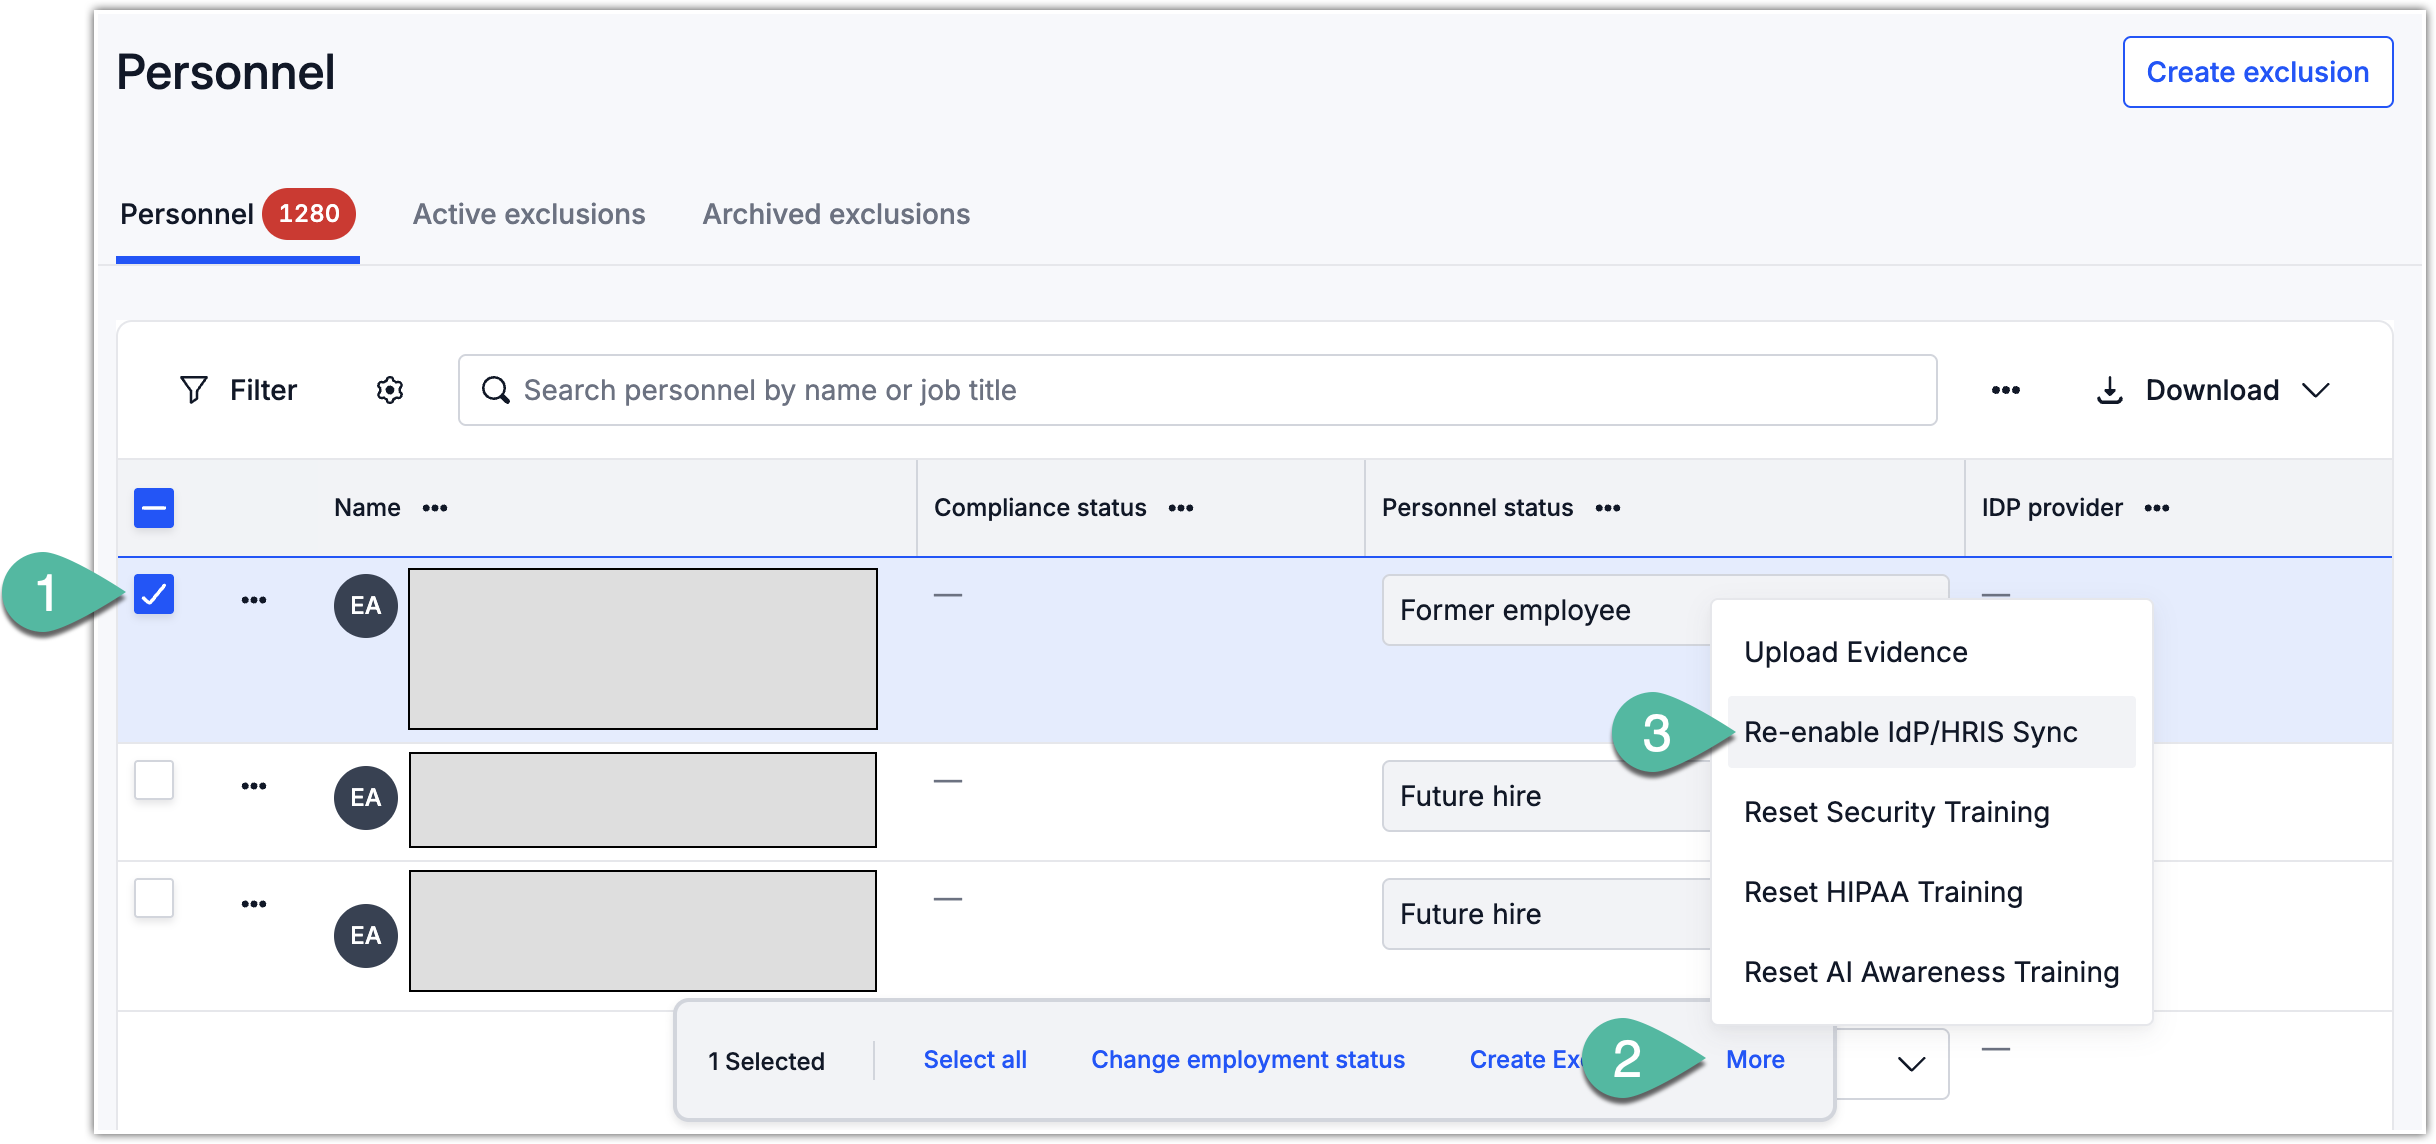 Personnel
Create exclusion
Personnel 1280 Active exclusions Archived exclusions
Filter Search personnel by name or job title ••• Download
Name ••• Compliance status ••• Personnel status ••• IDP provider •••
1 ••• EA — Former employee —
Upload Evidence
3 Re-enable IdP/HRIS Sync
••• EA — Future hire
Reset Security Training
Reset HIPAA Training
••• EA — Future hire
Reset AI Awareness Training
1 Selected Select all Change employment status Create 2 More —